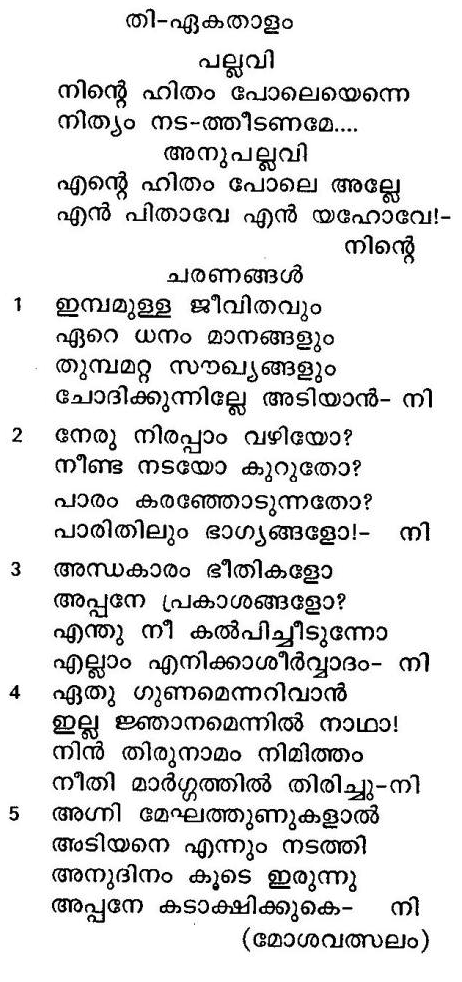 തി-ഏകതാളം
പല്ലവി
നിന്റെ ഹിതം പോലെയെന്നെ
നിത്യം നട-ത്തീടണമേ....
അനുപല്ലവി
എന്റെ ഹിതം പോലെ അല്ലേ
എൻ പിതാവേ എൻ യഹോവേ!-
നിന്റെ
ചരണങ്ങൾ
1 ഇമ്പമുള്ള ജീവിതവും
ഏറെ ധനം മാനങ്ങളും
തുമ്പമറ്റ സൗഖ്യങ്ങളും
ചോദിക്കുന്നില്ലേ അടിയാൻ- നി
2 നേരു നിരപ്പാം വഴിയോ?
നീണ്ട നടയോ കുറുതോ?
പാരം കരഞ്ഞോടുന്നതോ?
പാരിതിലും ഭാഗ്യങ്ങളോ!- നി
3 അന്ധകാരം ഭീതികളോ
അപ്പനേ പ്രകാശങ്ങളോ?
എന്തു നീ കൽപിച്ചീടുന്നോ
എല്ലാം എനിക്കാശീർവ്വാദം- നി
4 ഏതു ഗുണമെന്നറിവാൻ
ഇല്ല ജ്ഞാനമെന്നിൽ നാഥാ!
നിൻ തിരുനാമം നിമിത്തം
നീതി മാർഗ്ഗത്തിൽ തിരിച്ചു-നി
5 അഗ്നി മേഘത്തുണുകളാൽ
അടിയനെ എന്നും നടത്തി
അനുദിനം കൂടെ ഇരുന്നു
അപ്പനേ കടാക്ഷിക്കുകെ- നി
(മോശവത്സലം)